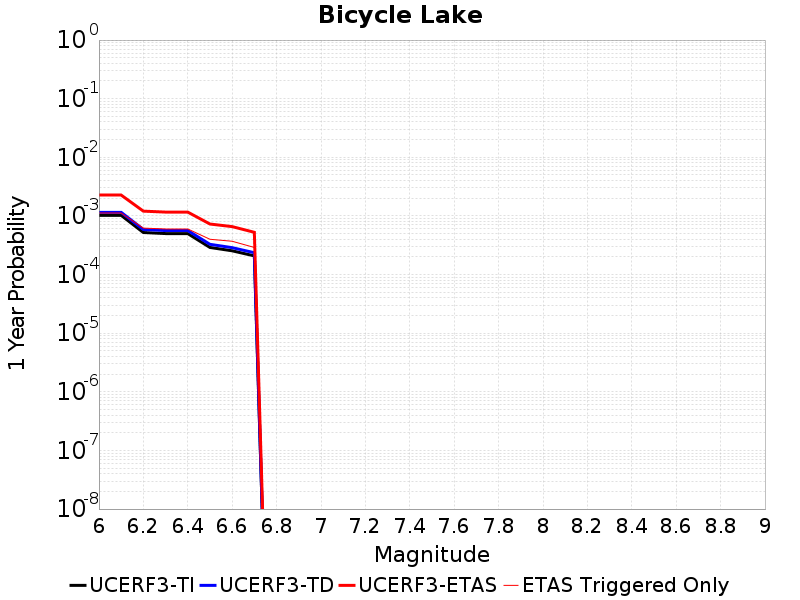 Bicycle Lake
1 Year Probability
10^0
10^-1
10^-2
10^-3
10^-4
10^-5
10^-6
10^-7
10^-8
6 6.2 6.4 6.6 6.8 7 7.2 7.4 7.6 7.8 8 8.2 8.4 8.6 8.8 9
Magnitude
UCERF3-TI UCERF3-TD UCERF3-ETAS ETAS Triggered Only